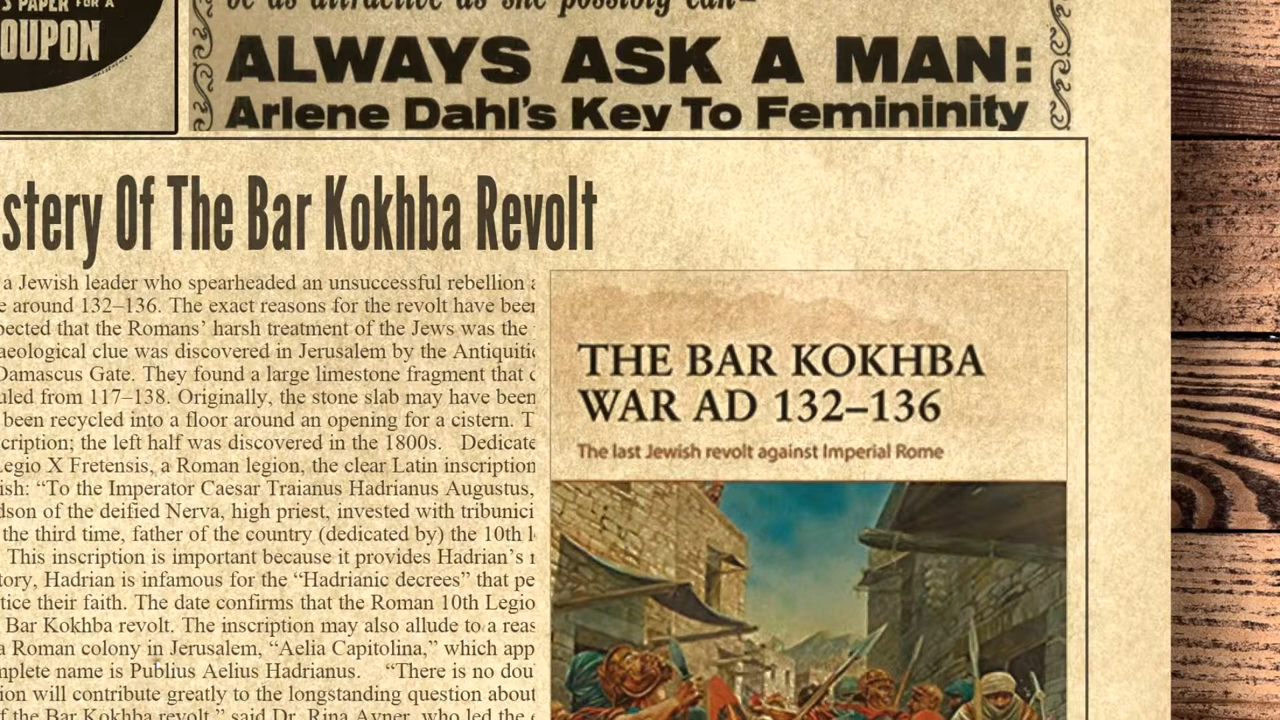 'S PAPER FOR A
OUPON
be as attractive as she possibly can—
ALWAYS ASK A MAN:
Arlene Dahl's Key To Femininity
stery Of The Bar Kokhba Revolt
a Jewish leader who spearheaded an unsuccessful rebellion
e around 132–136. The exact reasons for the revolt have been
pected that the Romans’ harsh treatment of the Jews was the
aeological clue was discovered in Jerusalem by the Antiquitie
Damascus Gate. They found a large limestone fragment that
uled from 117–138. Originally, the stone slab may have been
been recycled into a floor around an opening for a cistern. T
cription; the left half was discovered in the 1800s. Dedicate
Legio X Fretensis, a Roman legion, the clear Latin inscription
ish: “To the Imperator Caesar Traianus Hadrianus Augustus,
dson of the deified Nerva, high priest, invested with tribunici
the third time, father of the country (dedicated by) the 10th l
This inscription is important because it provides Hadrian’s
tory, Hadrian is infamous for the “Hadrianic decrees” that pe
tice their faith. The date confirms that the Roman 10th Legio
Bar Kokhba revolt. The inscription may also allude to a reas
a Roman colony in Jerusalem, “Aelia Capitolina,” which app
mplete name is Publius Aelius Hadrianus. “There is no dou
ion will contribute greatly to the longstanding question about
f the Bar Kokhba revolt,” said Dr. Rina Avner, who led the
THE BAR KOKHBA
WAR AD 132–136
The last Jewish revolt against Imperial Rome